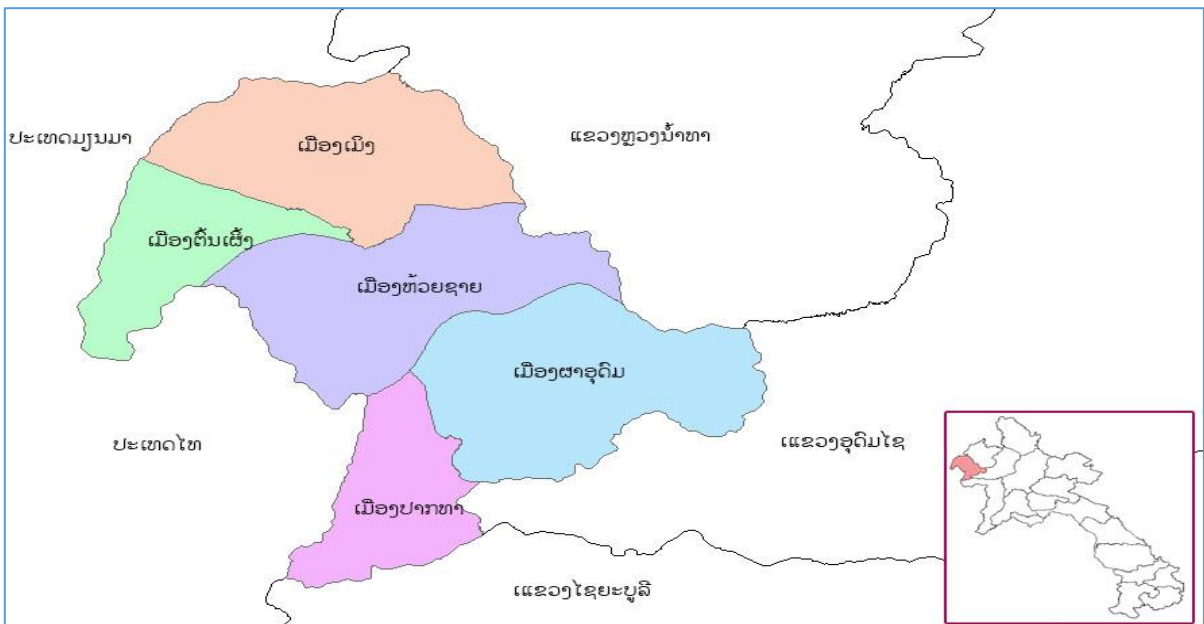 ປະເທດມຽນມາ
ເມືອງເມິງ
ແຂວງຫຼວງນ້ຳທາ
ເມືອງຕົ້ນເຜິ້ງ
ເມືອງຫ້ວຍຊາຍ
ເມືອງຜາອຸດົມ
ປະເທດໄທ
ແຂວງອຸດົມໄຊ
ເມືອງປາກທາ
ແຂວງໄຊຍະບູລີ